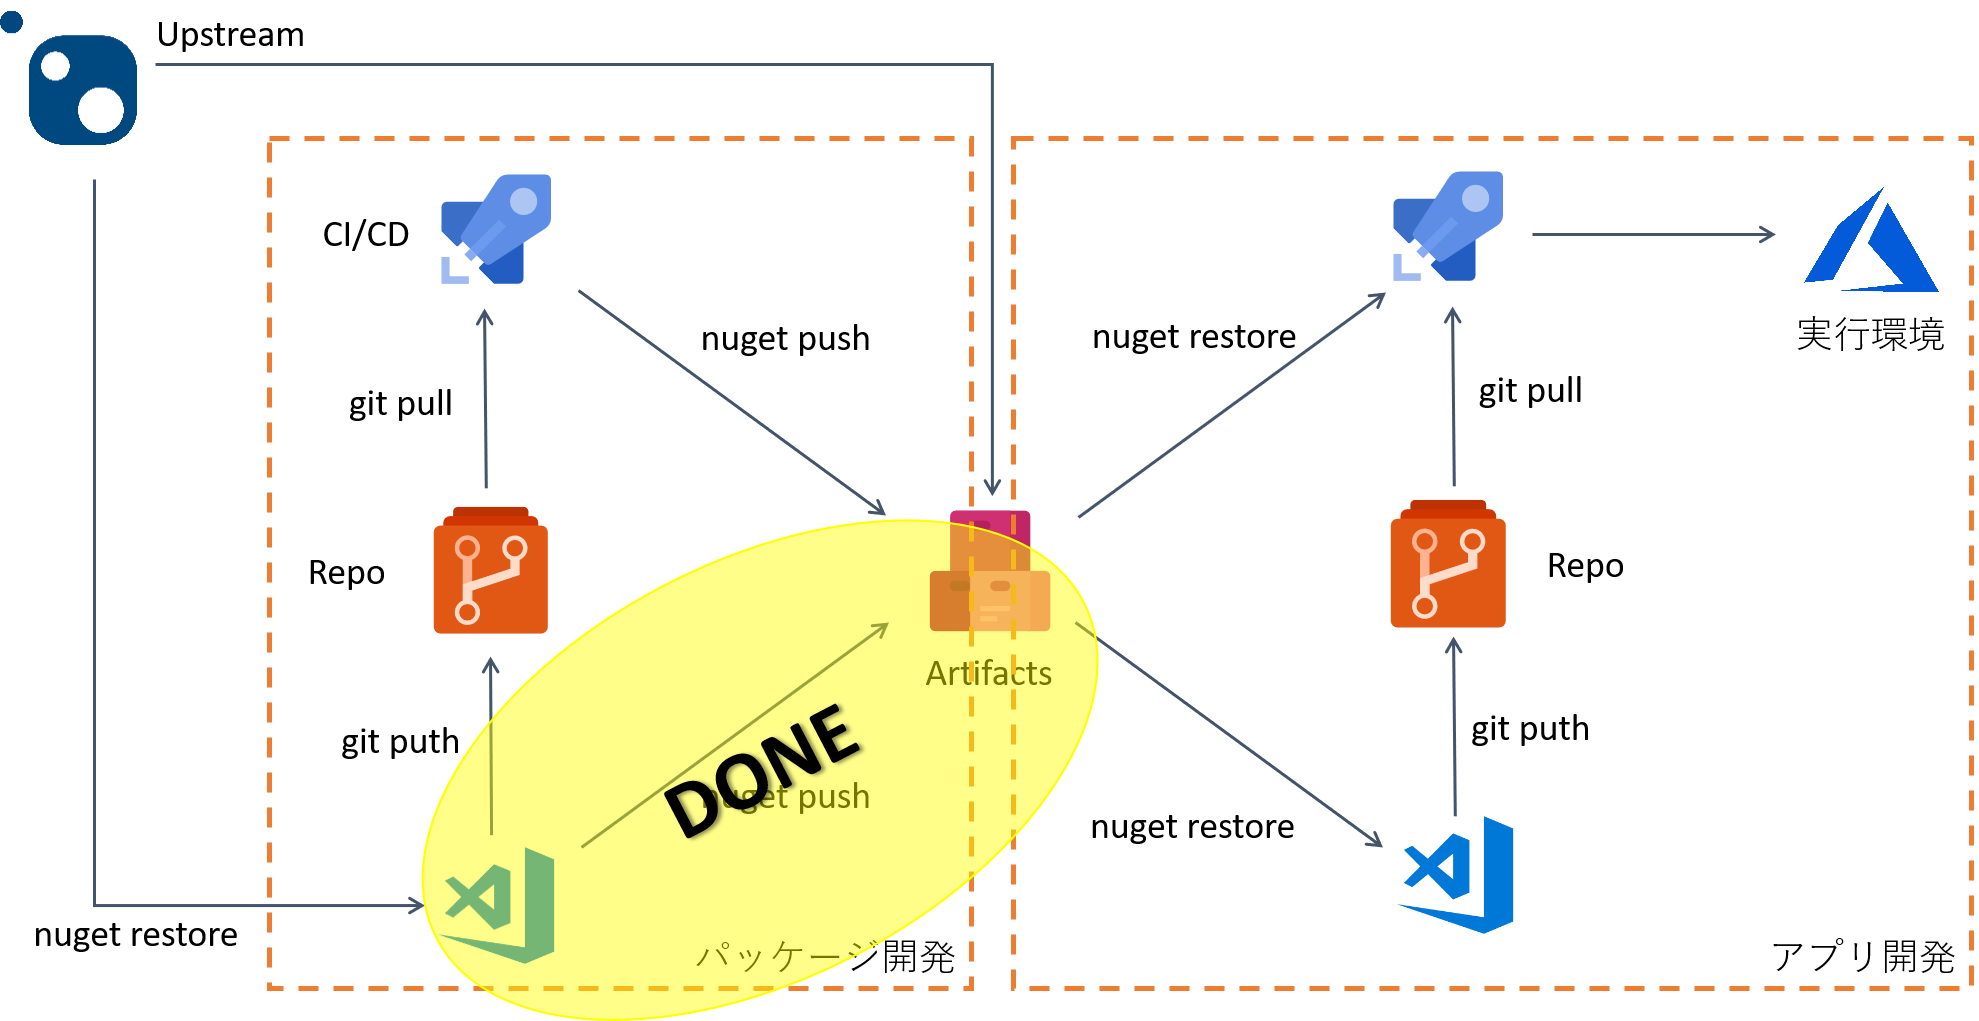 Upstream
CI/CD
nuget push
nuget restore
実行環境
git pull
git pull
Repo
Repo
Artifacts
git puth
git puth
DONE
nuget push
nuget restore
nuget restore
パッケージ開発
アプリ開発